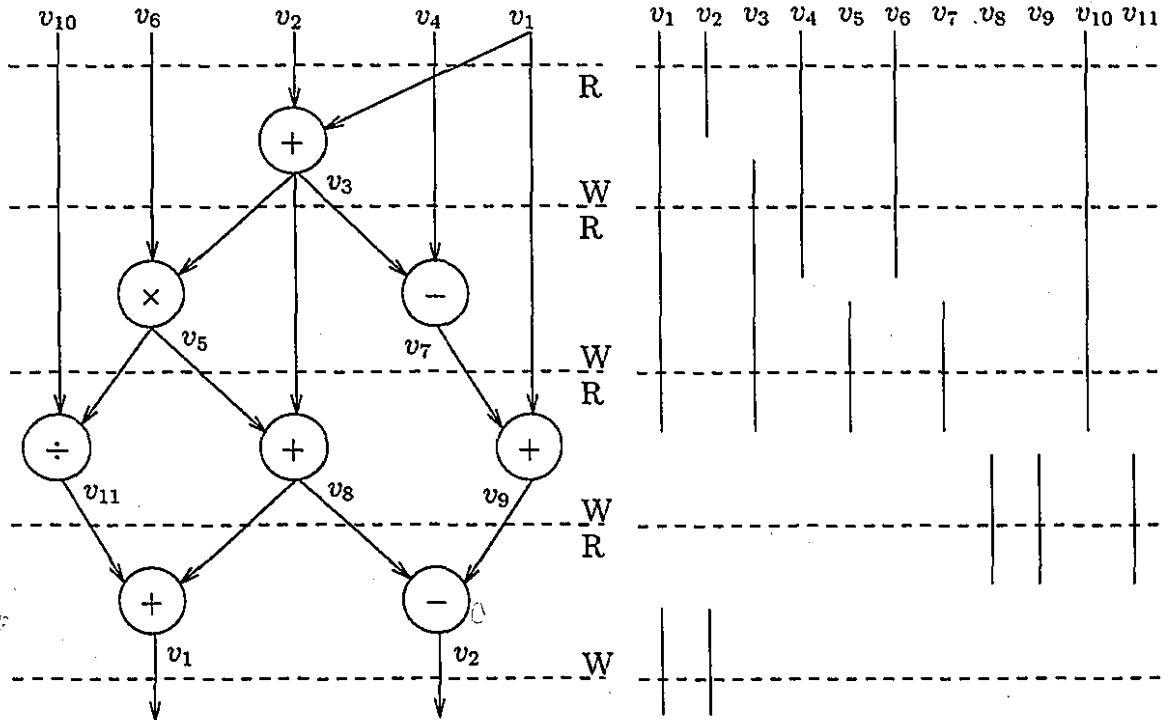 v10 v6 v2 v4 v1 v1 v2 v3 v4 v5 v6 v7 v8 v9 v10 v11
R
+
v3
W
R
× −
v5 v7
W
R
÷ + +
v11 v8 v9
W
R
+ −
v1 v2
W